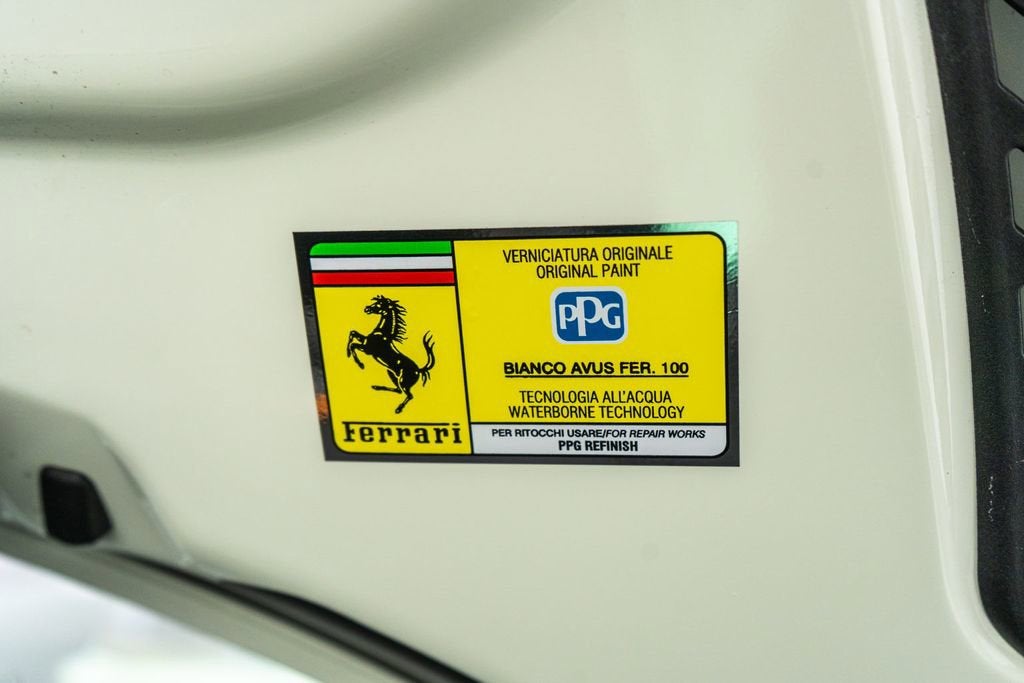 VERNICIATURA ORIGINALE
ORIGINAL PAINT
PPG
BIANCO AVUS FER. 100
TECNOLOGIA ALL'ACQUA
WATERBORNE TECHNOLOGY
Ferrari
PER RITOCCHI USARE/FOR REPAIR WORKS
PPG REFINISH